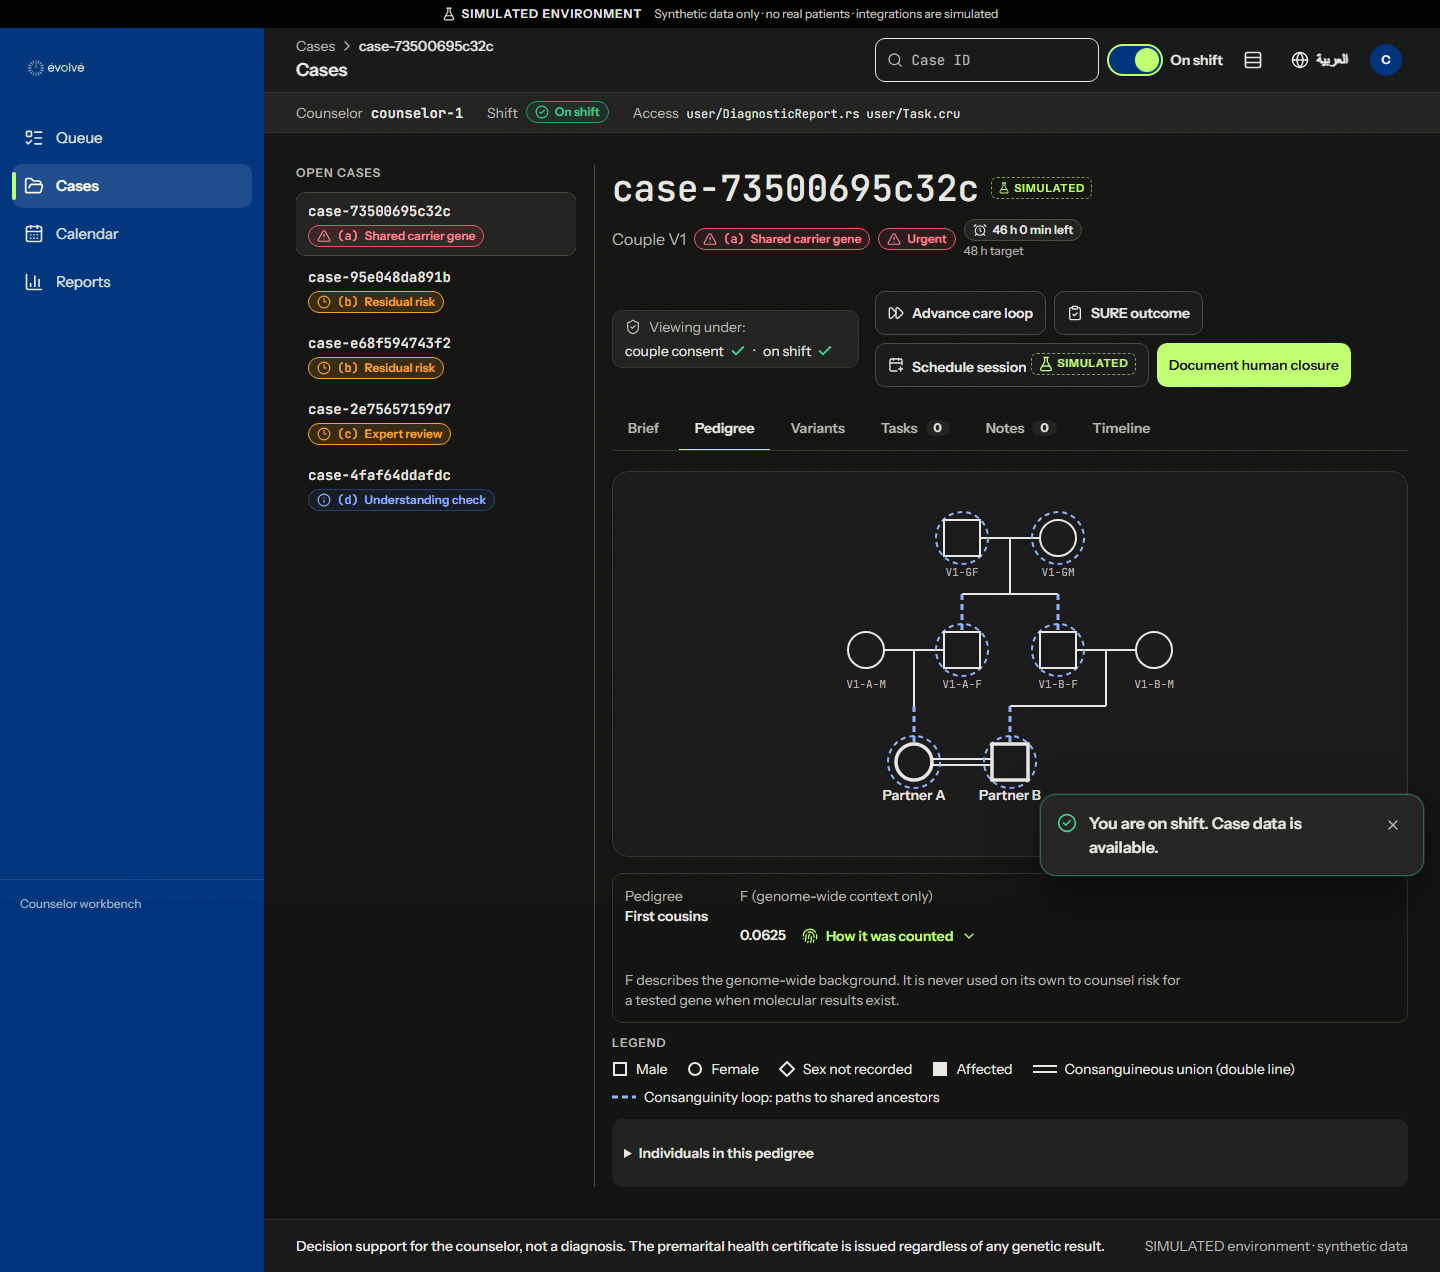 SIMULATED ENVIRONMENT Synthetic data only · no real patients · integrations are simulated
évolvé
Cases > case-73500695c32c
Cases
Case ID
On shift
العربية
C
Counselor counselor-1 Shift On shift Access user/DiagnosticReport.rs user/Task.cru
Queue
Cases
Calendar
Reports
Counselor workbench
OPEN CASES
case-73500695c32c
(a) Shared carrier gene
case-95e048da891b
(b) Residual risk
case-e68f594743f2
(b) Residual risk
case-2e75657159d7
(c) Expert review
case-4faf64ddafdc
(d) Understanding check
case-73500695c32c SIMULATED
Couple V1 (a) Shared carrier gene Urgent 46 h 0 min left
48 h target
Viewing under:
couple consent · on shift
Advance care loop SURE outcome
Schedule session SIMULATED Document human closure
Brief Pedigree Variants Tasks 0 Notes 0 Timeline
V1-GF V1-GM
V1-A-M V1-A-F V1-B-F V1-B-M
Partner A Partner B
You are on shift. Case data is
available.
Pedigree F (genome-wide context only)
First cousins
0.0625 How it was counted
F describes the genome-wide background. It is never used on its own to counsel risk for
a tested gene when molecular results exist.
LEGEND
Male Female Sex not recorded Affected Consanguineous union (double line)
Consanguinity loop: paths to shared ancestors
Individuals in this pedigree
Decision support for the counselor, not a diagnosis. The premarital health certificate is issued regardless of any genetic result. SIMULATED environment · synthetic data